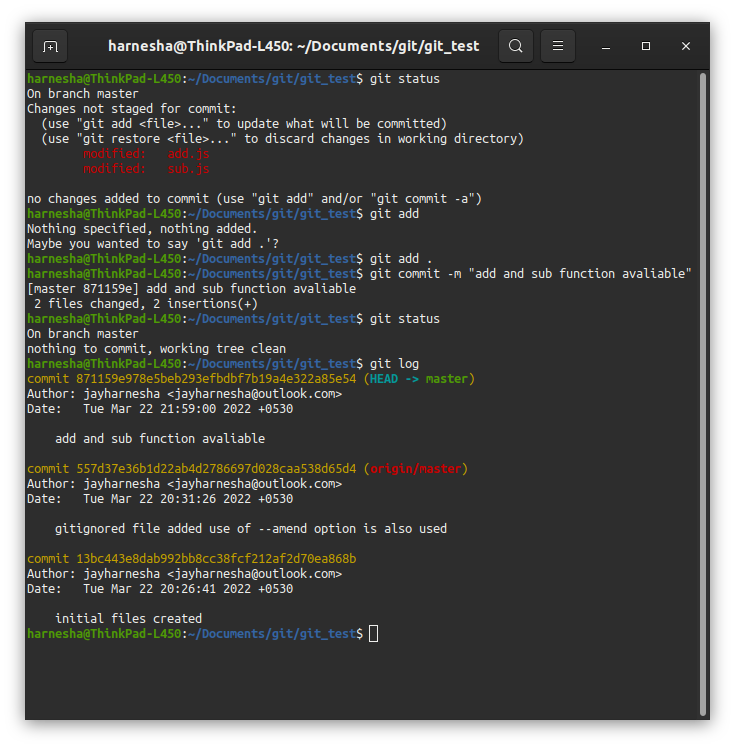 harnesha@ThinkPad-L450: ~/Documents/git/git_test
harnesha@ThinkPad-L450:~/Documents/git/git_test$ git status
On branch master
Changes not staged for commit:
  (use "git add <file>..." to update what will be committed)
  (use "git restore <file>..." to discard changes in working directory)
        modified:   add.js
        modified:   sub.js

no changes added to commit (use "git add" and/or "git commit -a")
harnesha@ThinkPad-L450:~/Documents/git/git_test$ git add
Nothing specified, nothing added.
Maybe you wanted to say 'git add .'?
harnesha@ThinkPad-L450:~/Documents/git/git_test$ git add .
harnesha@ThinkPad-L450:~/Documents/git/git_test$ git commit -m "add and sub function avaliable"
[master 871159e] add and sub function avaliable
 2 files changed, 2 insertions(+)
harnesha@ThinkPad-L450:~/Documents/git/git_test$ git status
On branch master
nothing to commit, working tree clean
harnesha@ThinkPad-L450:~/Documents/git/git_test$ git log
commit 871159e978e5beb293efbdbf7b19a4e322a85e54 (HEAD -> master)
Author: jayharnesha <jayharnesha@outlook.com>
Date:   Tue Mar 22 21:59:00 2022 +0530

    add and sub function avaliable

commit 557d37e36b1d22ab4d2786697d028caa538d65d4 (origin/master)
Author: jayharnesha <jayharnesha@outlook.com>
Date:   Tue Mar 22 20:31:26 2022 +0530

    gitignored file added use of --amend option is also used

commit 13bc443e8dab992bb8cc38fcf212af2d70ea868b
Author: jayharnesha <jayharnesha@outlook.com>
Date:   Tue Mar 22 20:26:41 2022 +0530

    initial files created
harnesha@ThinkPad-L450:~/Documents/git/git_test$